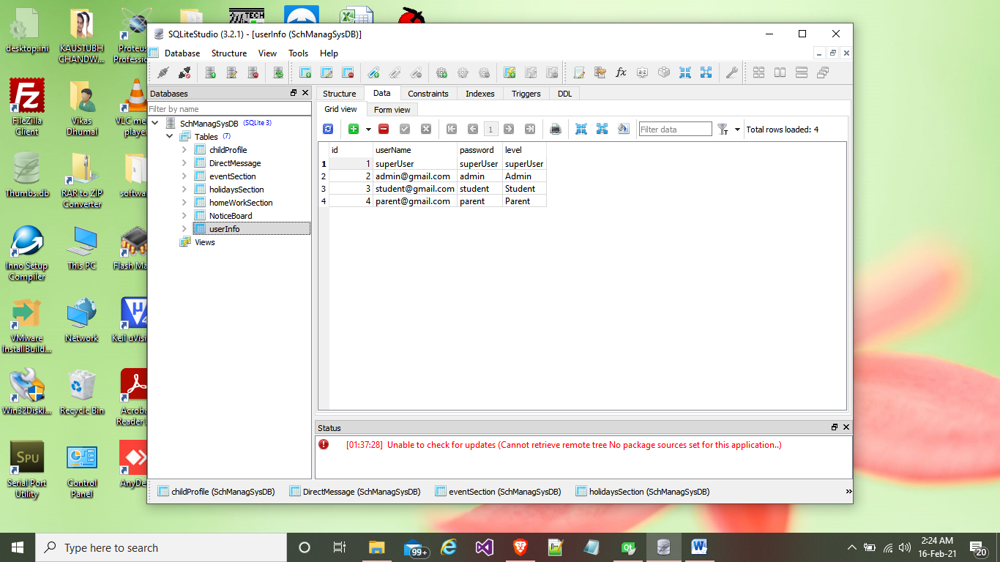 SQLiteStudio (3.2.1) - [userInfo (SchManagSysDB)]
Database Structure View Tools Help
Databases
Filter by name
SchManagSysDB (SQLite 3)
Tables (7)
childProfile
DirectMessage
eventSection
holidaysSection
homeWorkSection
NoticeBoard
userInfo
Views
Structure Data Constraints Indexes Triggers DDL
Grid view Form view
1 Filter data Total rows loaded: 4
id userName password level
1 1 superUser superUser superUser
2 2 admin@gmail.com admin Admin
3 3 student@gmail.com student Student
4 4 parent@gmail.com parent Parent
Status
[01:37:28] Unable to check for updates (Cannot retrieve remote tree No package sources set for this application..)
childProfile (SchManagSysDB) DirectMessage (SchManagSysDB) eventSection (SchManagSysDB) holidaysSection (SchManagSysDB) »
desktop.ini
KAUSTUBH
CHANDW...
Proteus
Professio
TECH
FileZilla
Client
Vikas
Dhumal
VLC me
player
Thumbs.db
RAR to ZIP
Converter
softwa
Inno Setup
Compiler
This PC
Flash Ma
VMware
InstallBuild...
Network
Keil uVisi
Win32DiskI...
Recycle Bin
Acroba
Reader
SPU
Serial Port
Utility
Control
Panel
AnyDe
Type here to search
99+
2:24 AM
16-Feb-21
20